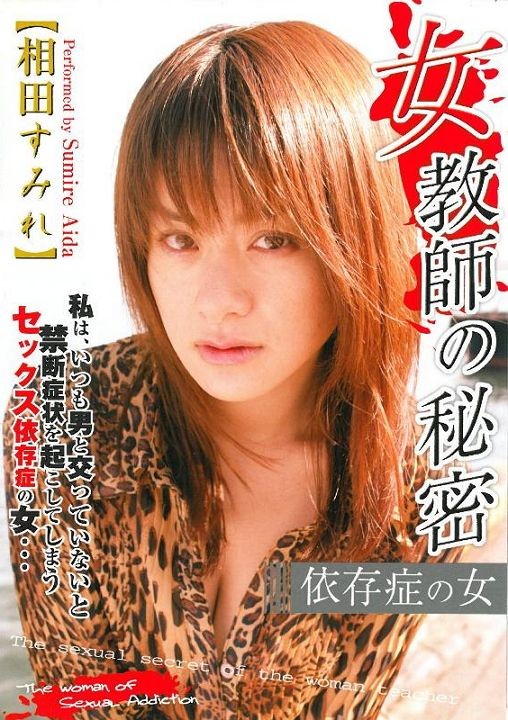 女教師の秘密
依存症の女
【相田すみれ】
Performed by Sumire Aida
私は、いつも男と交っていないと
禁断症状を起こしてしまう
セックス依存症の女…
The sexual secret of the woman teacher
The woman of
Sexual Addiction